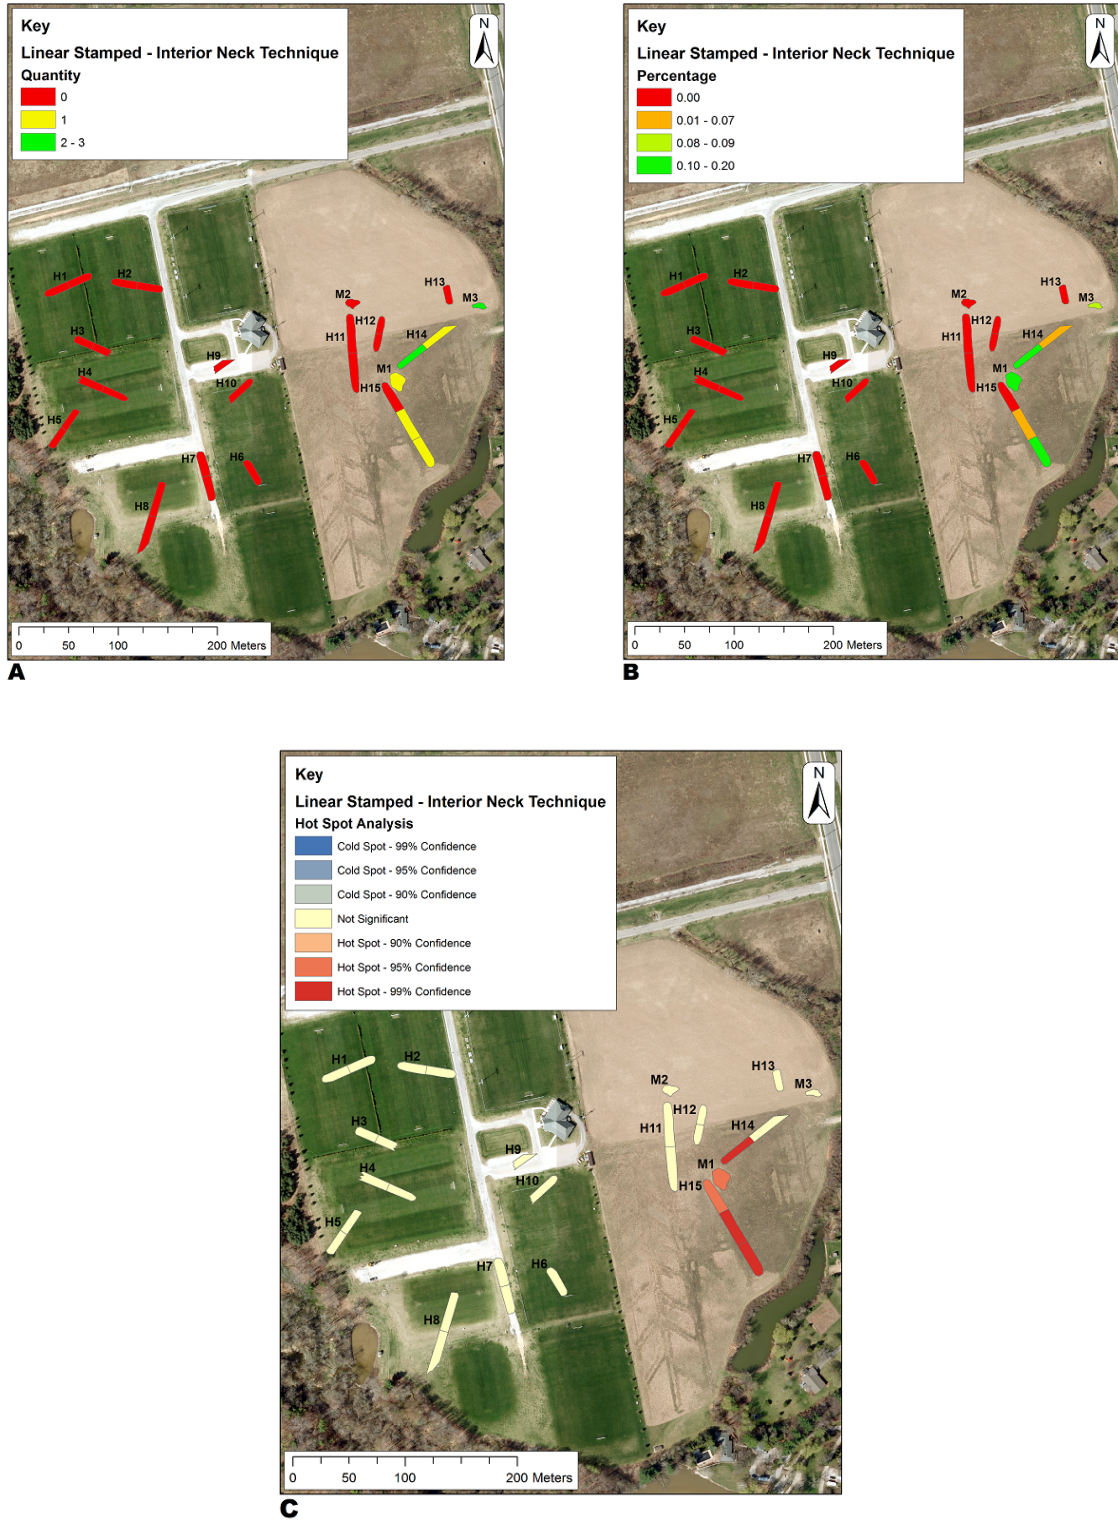 Key
Linear Stamped - Interior Neck Technique
Quantity
0
1
2 - 3
N
H1
H2
H3
H4
H5
H6
H7
H8
H9
H10
H11
H12
H13
H14
H15
M1
M2
M3
0 50 100 200 Meters
A
Key
Linear Stamped - Interior Neck Technique
Percentage
0.00
0.01 - 0.07
0.08 - 0.09
0.10 - 0.20
N
H1
H2
H3
H4
H5
H6
H7
H8
H9
H10
H11
H12
H13
H14
H15
M1
M2
M3
0 50 100 200 Meters
B
Key
Linear Stamped - Interior Neck Technique
Hot Spot Analysis
Cold Spot - 99% Confidence
Cold Spot - 95% Confidence
Cold Spot - 90% Confidence
Not Significant
Hot Spot - 90% Confidence
Hot Spot - 95% Confidence
Hot Spot - 99% Confidence
N
H1
H2
H3
H4
H5
H6
H7
H8
H9
H10
H11
H12
H13
H14
H15
M1
M2
M3
0 50 100 200 Meters
C